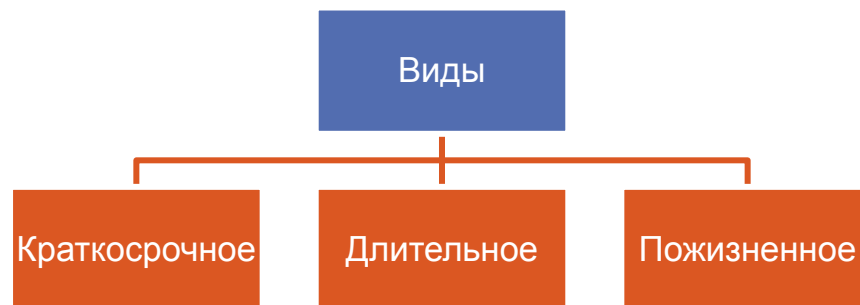 Виды
Краткосрочное
Длительное
Пожизненное